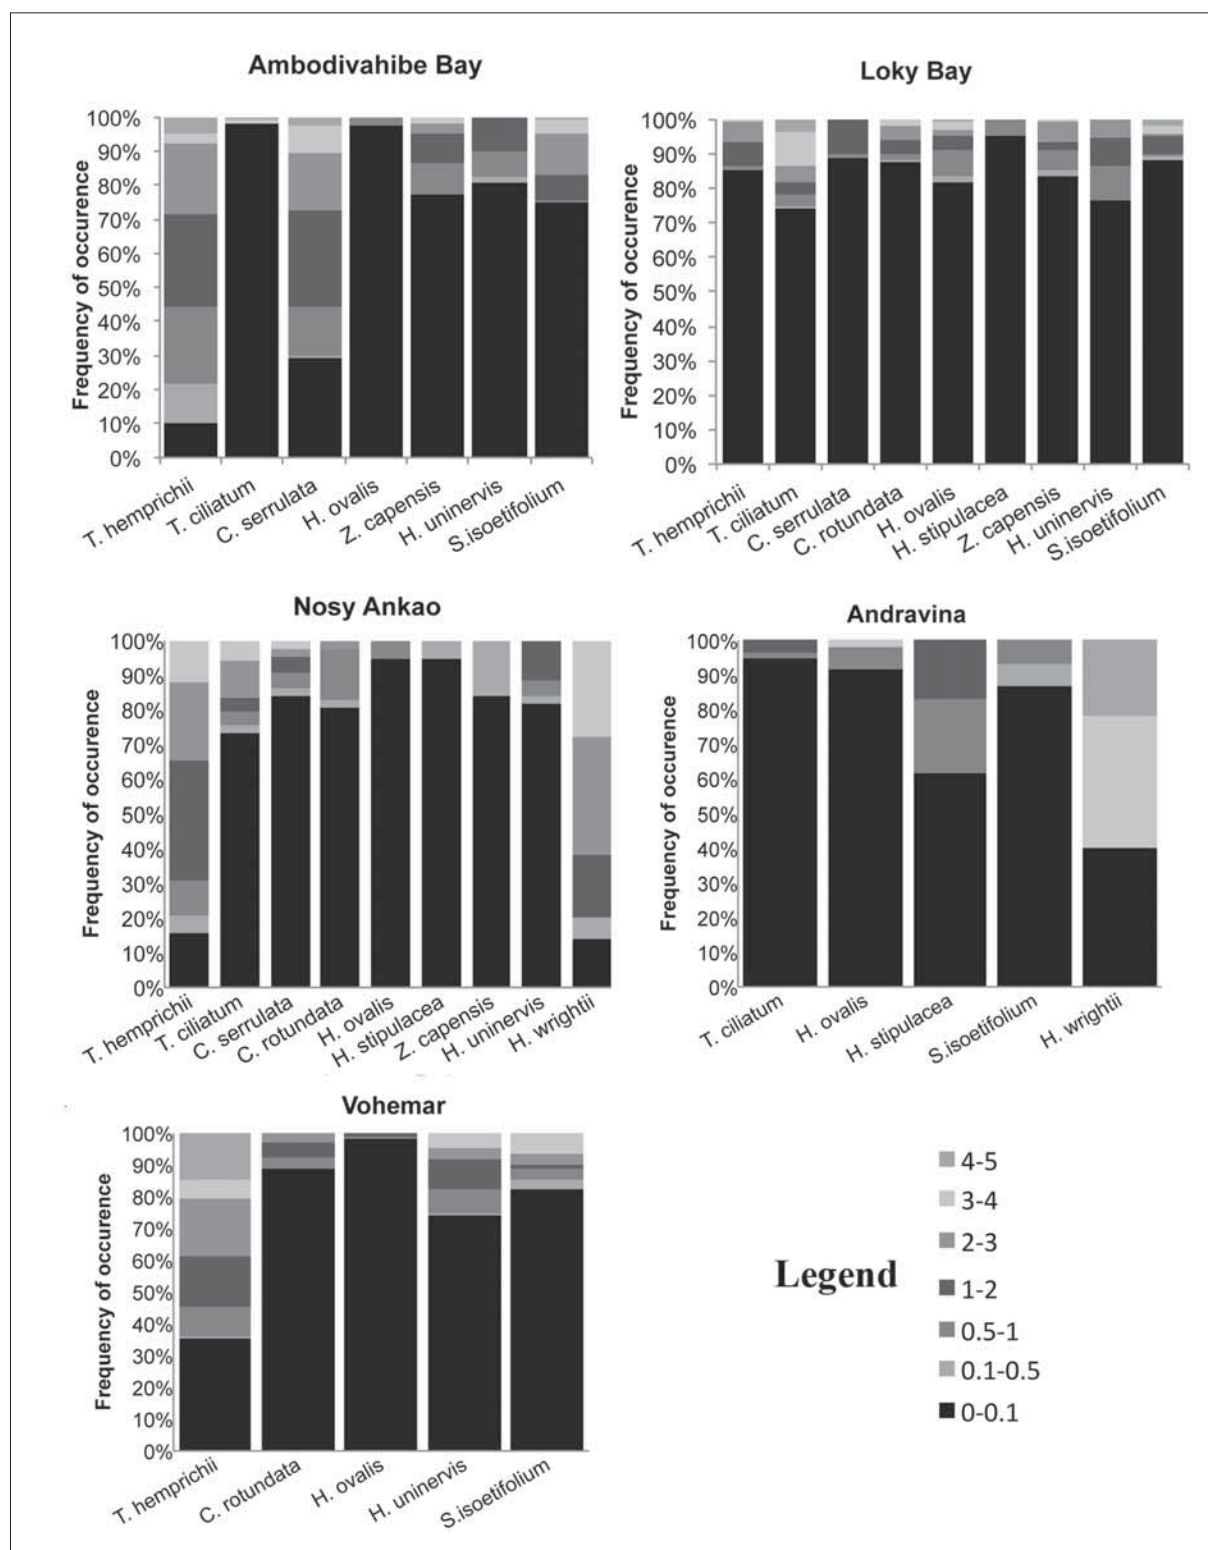 Ambodivahibe Bay
Frequency of occurence
100%
90%
80%
70%
60%
50%
40%
30%
20%
10%
0%
T. hemprichii
T. ciliatum
C. serrulata
H. ovalis
Z. capensis
H. uninervis
S.isoetifolium
Loky Bay
Frequency of occurence
100%
90%
80%
70%
60%
50%
40%
30%
20%
10%
0%
T. hemprichii
T. ciliatum
C. serrulata
C. rotundata
H. ovalis
H. stipulacea
Z. capensis
H. uninervis
S.isoetifolium
Nosy Ankao
Frequency of occurence
100%
90%
80%
70%
60%
50%
40%
30%
20%
10%
0%
T. hemprichii
T. ciliatum
C. serrulata
C. rotundata
H. ovalis
H. stipulacea
Z. capensis
H. uninervis
H. wrightii
Andravina
Frequency of occurence
100%
90%
80%
70%
60%
50%
40%
30%
20%
10%
0%
T. ciliatum
H. ovalis
H. stipulacea
S.isoetifolium
H. wrightii
Vohemar
Frequency of occurence
100%
90%
80%
70%
60%
50%
40%
30%
20%
10%
0%
T. hemprichii
C. rotundata
H. ovalis
H. uninervis
S.isoetifolium
Legend
4-5
3-4
2-3
1-2
0.5-1
0.1-0.5
0-0.1